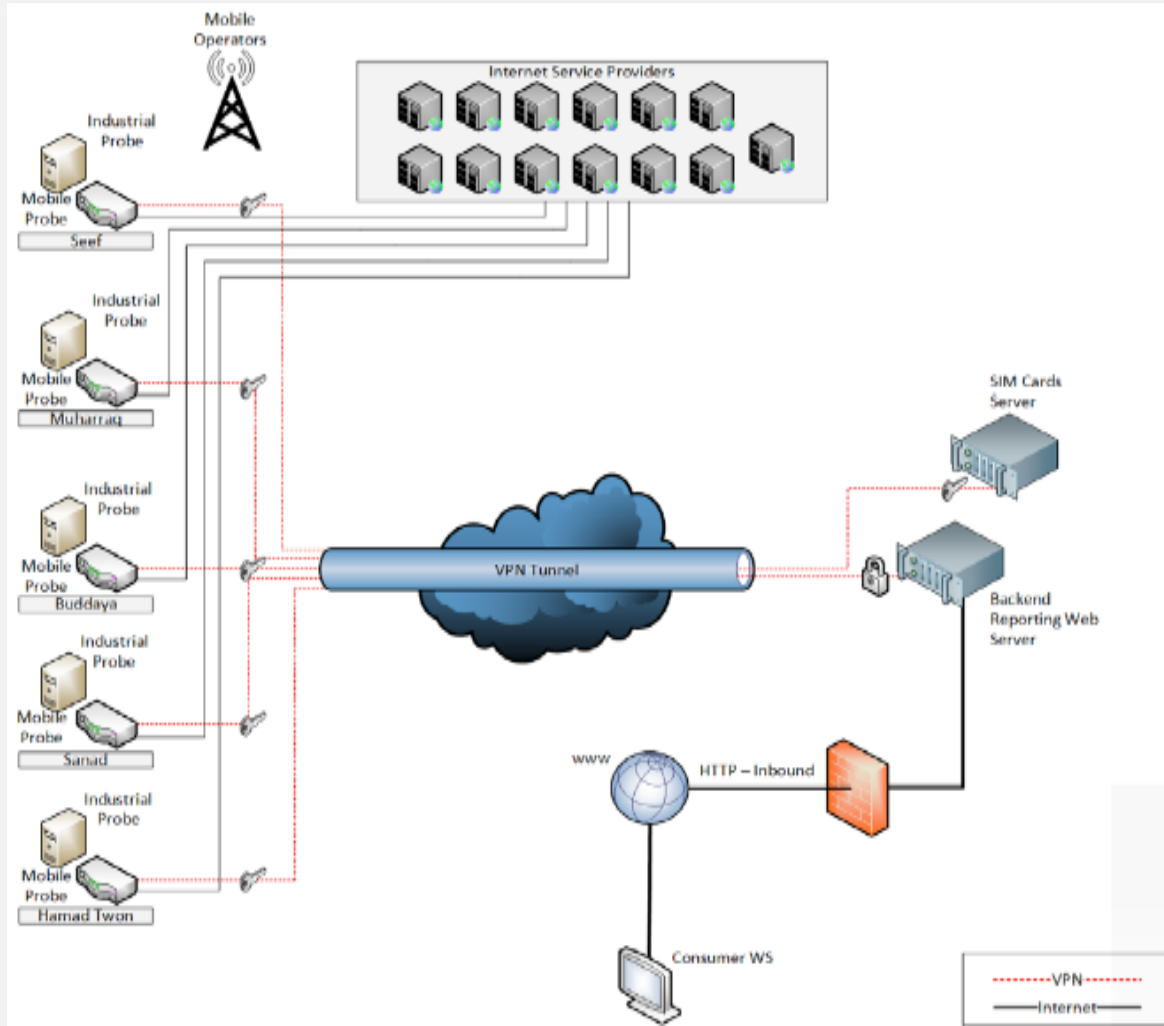 Mobile
Operators
Internet Service Providers
Industrial
Probe
Mobile
Probe
Seef
Industrial
Probe
Mobile
Probe
Muharraq
Industrial
Probe
Mobile
Probe
Buddaya
Industrial
Probe
Mobile
Probe
Sanad
Industrial
Probe
Mobile
Probe
Hamad Twon
VPN Tunnel
SIM Cards
Server
Backend
Reporting Web
Server
www
HTTP – Inbound
Consumer WS
VPN
Internet